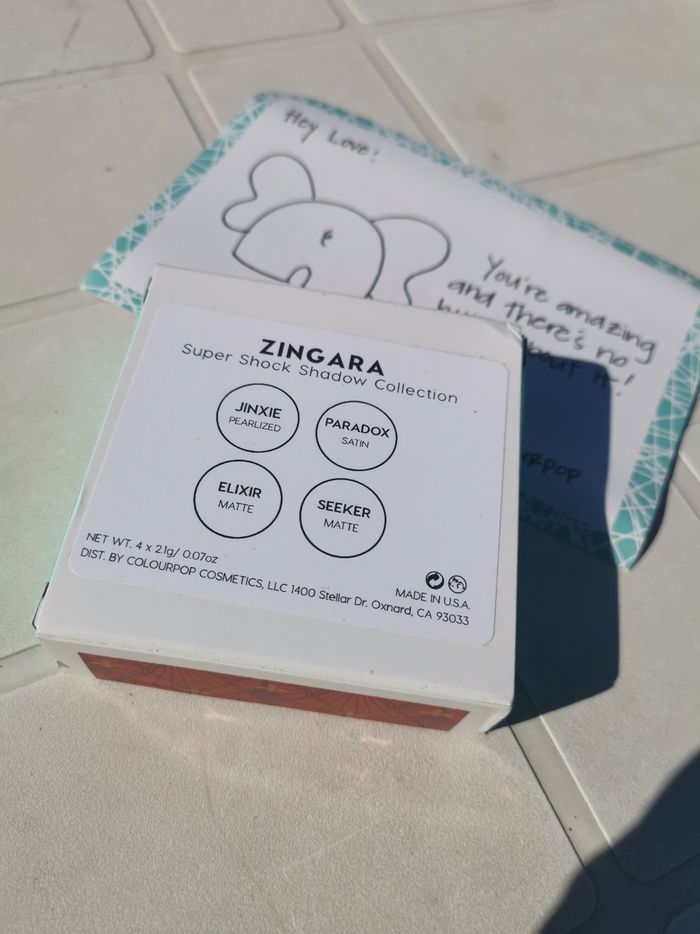 Hey Love!
You're amazing
and there's no
about it!
ZINGARA
Super Shock Shadow Collection
JINXIE
PEARLIZED
PARADOX
SATIN
ELIXIR
MATTE
SEEKER
MATTE
NET WT. 4 x 2.1g/ 0.07oz
DIST. BY COLOURPOP COSMETICS, LLC 1400 Stellar Dr. Oxnard, CA 93033
MADE IN U.S.A.